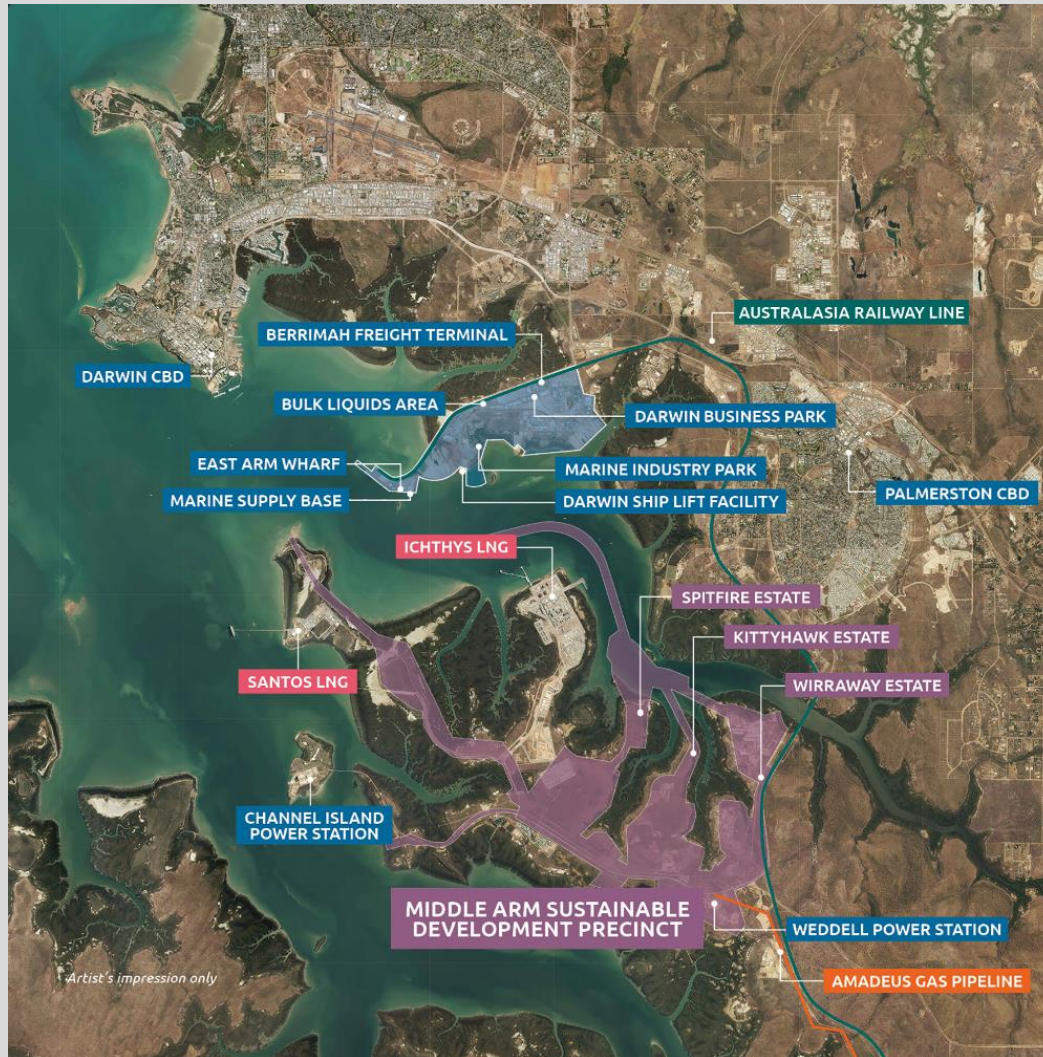 AUSTRALASIA RAILWAY LINE
BERRIMAH FREIGHT TERMINAL
DARWIN CBD
BULK LIQUIDS AREA
DARWIN BUSINESS PARK
EAST ARM WHARF
MARINE INDUSTRY PARK
MARINE SUPPLY BASE
DARWIN SHIP LIFT FACILITY
PALMERSTON CBD
ICHTHYS LNG
SPITFIRE ESTATE
KITTYHAWK ESTATE
SANTOS LNG
WIRRAWAY ESTATE
CHANNEL ISLAND
POWER STATION
MIDDLE ARM SUSTAINABLE
DEVELOPMENT PRECINCT
WEDDELL POWER STATION
Artist's impression only
AMADEUS GAS PIPELINE